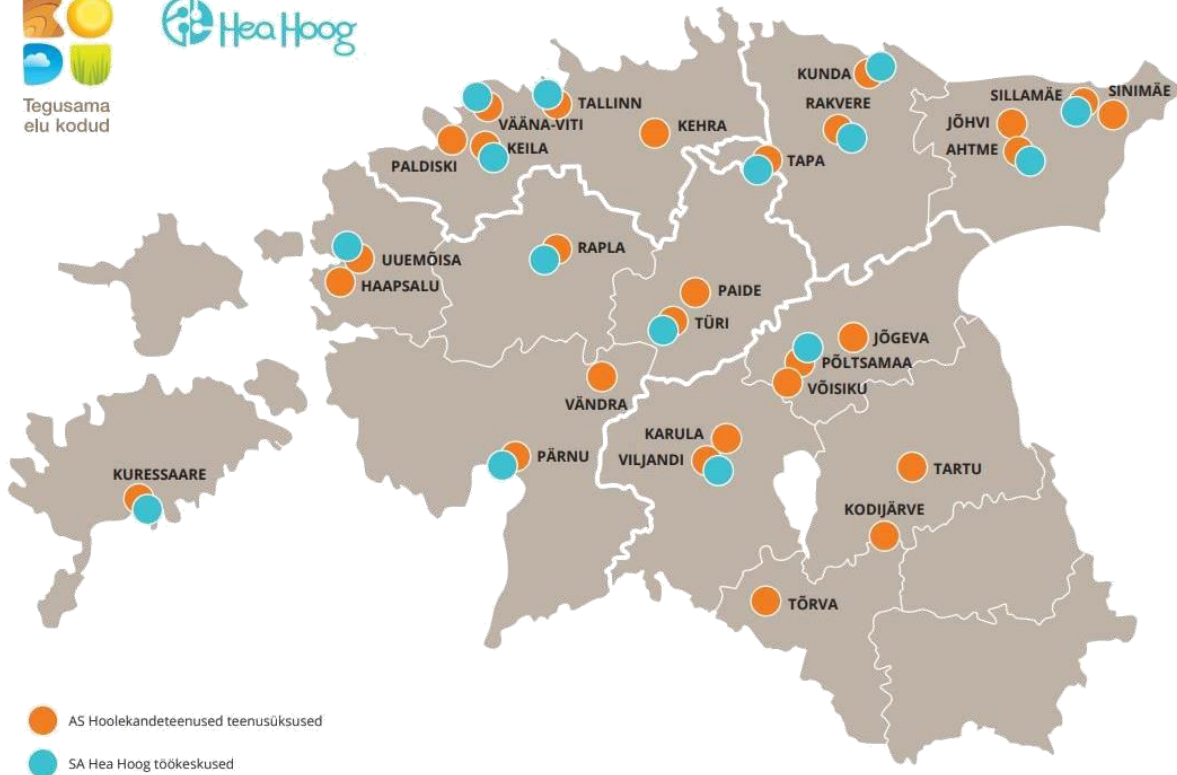 KODU
Tegusama
elu kodud
Hea Hoog
KUNDA
RAKVERE
TALLINN
VÄÄNA-VITI
KEILA
PALDISKI
KEHRA
TAPA
SILLAMÄE
SINIMÄE
JÕHVI
AHTME
UUEMÕISA
HAAPSALU
RAPLA
PAIDE
TÜRI
JÕGEVA
PÕLTSAMAA
VÕISIKU
VÄNDRA
KARULA
VILJANDI
PÄRNU
KURESSAARE
TARTU
KODIJÄRVE
TÕRVA
AS Hoolekandeteenused teenusüksused
SA Hea Hoog töökeskused